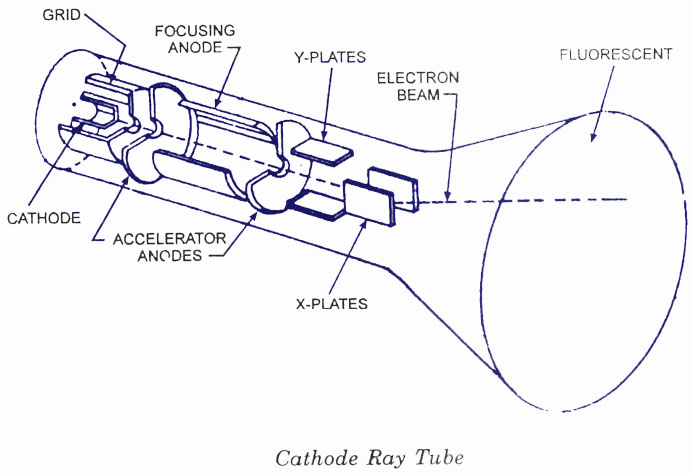 GRID
FOCUSING
ANODE
Y-PLATES
ELECTRON
BEAM
FLUORESCENT
CATHODE
ACCELERATOR
ANODES
X-PLATES
Cathode Ray Tube